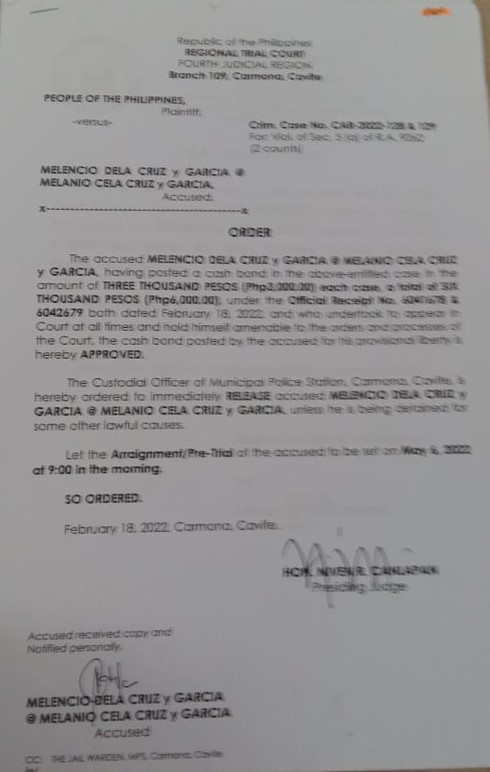 Republic of the Philippines
REGIONAL TRIAL COURT
FOURTH JUDICIAL REGION
Branch 109, Carmona, Cavite
PEOPLE OF THE PHILIPPINES,
Plaintiff,
-versus-
Crim. Case No. CAR-2022-128 & 129
For: Viol. of Sec. 5 (a) of R.A. 9262
(2 counts)
MELENCIO DELA CRUZ y GARCIA @
MELANIO CELA CRUZ y GARCIA,
Accused.
x----------------------------------------x
ORDER
The accused MELENCIO DELA CRUZ y GARCIA @ MELANIO CELA CRUZ
y GARCIA, having posted a cash bond in the above-entitled case in the
amount of THREE THOUSAND PESOS (Php3,000.00) each case, a total of SIX
THOUSAND PESOS (Php6,000.00), under the Official Receipt No. 6042678 &
6042679 both dated February 18, 2022 and who undertook to appear in
Court at all times and hold himself amenable to the orders and processes of
the Court, the cash bond posted by the accused for his provisional liberty is
hereby APPROVED.
The Custodial Officer of Municipal Police Station, Carmona, Cavite, is
hereby ordered to immediately RELEASE accused MELENCIO DELA CRUZ y
GARCIA @ MELANIO CELA CRUZ y GARCIA, unless he is being detained for
some other lawful causes.
Let the Arraignment/Pre-Trial of the accused to be set on May 2022
at 9:00 in the morning.
SO ORDERED.
February 18, 2022, Carmona, Cavite.
HON.
Presiding Judge
Accused received copy and
Notified personally.
MELENCIO DELA CRUZ y GARCIA
@ MELANIO CELA CRUZ y GARCIA
Accused
CC: THE JAIL WARDEN, MPS, Carmona, Cavite